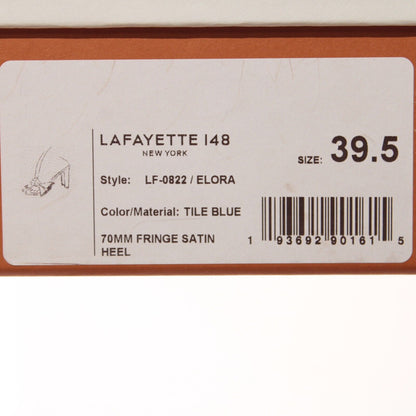 LAFAYETTE 148
NEW YORK
SIZE: 39.5
Style: LF-0822 / ELORA
Color/Material: TILE BLUE
70MM FRINGE SATIN
HEEL
1 93692 90161 5